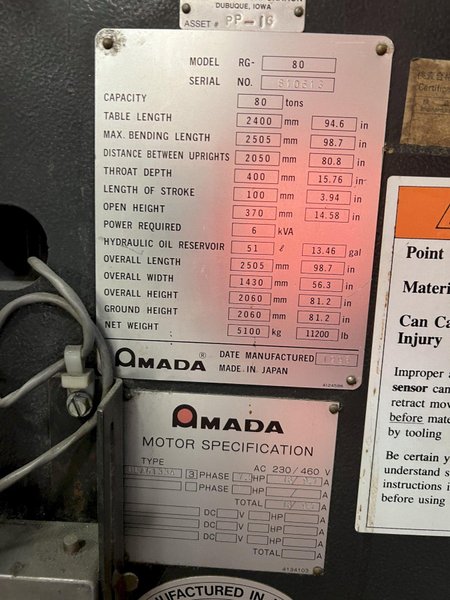 DUBUQUE, IOWA
ASSET # PP-16
MODEL RG- 80
SERIAL NO.
CAPACITY 80 tons
TABLE LENGTH 2400 mm 94.6 in
MAX. BENDING LENGTH 2505 mm 98.7 in
DISTANCE BETWEEN UPRIGHTS 2050 mm 80.8 in
THROAT DEPTH 400 mm 15.76 in
LENGTH OF STROKE 100 mm 3.94 in
OPEN HEIGHT 370 mm 14.58 in
POWER REQUIRED 6 kVA
HYDRAULIC OIL RESERVOIR 51 ℓ 13.46 gal
OVERALL LENGTH 2505 mm 98.7 in
OVERALL WIDTH 1430 mm 56.3 in
OVERALL HEIGHT 2060 mm 81.2 in
GROUND HEIGHT 2060 mm 81.2 in
NET WEIGHT 5100 kg 11200 lb
AMADA ® DATE MANUFACTURED
MADE IN JAPAN
AMADA
MOTOR SPECIFICATION
TYPE AC 230/460 V
3 PHASE HP A
PHASE HP A
TOTAL A
DC V HP A
DC V HP A
DC V HP A
TOTAL A
4134103
Point
Materi
Can Ca
Injury
Improper a
sensor can
retract mov
before mate
by tooling
Be certain y
understand s
instructions i
before using
NUFACTURED IN